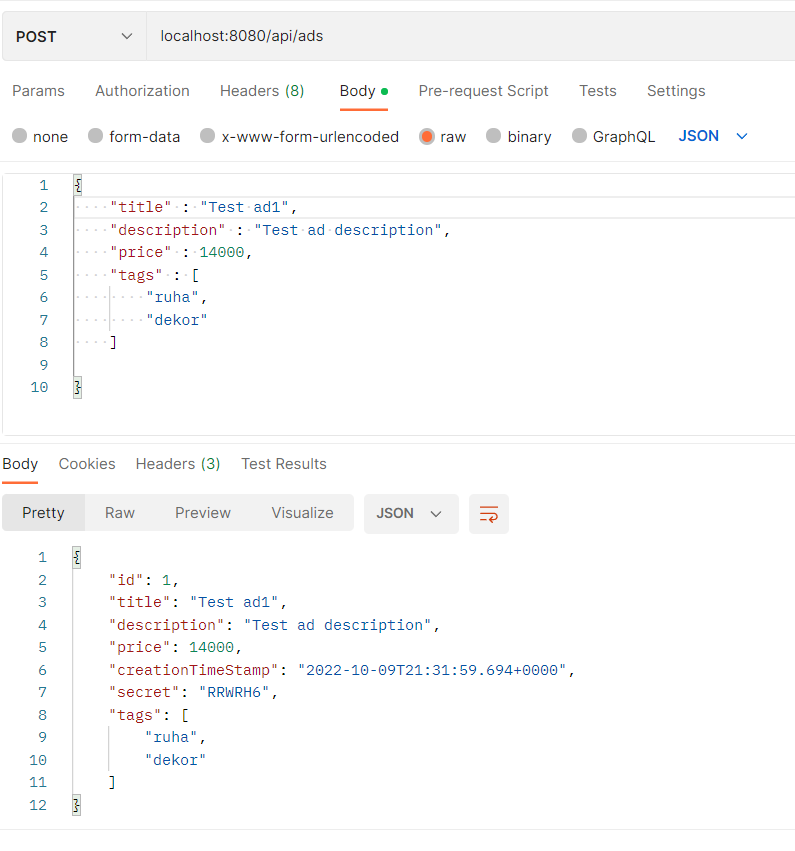 POST localhost:8080/api/ads
Params Authorization Headers (8) Body Pre-request Script Tests Settings
none form-data x-www-form-urlencoded raw binary GraphQL JSON
1 {
2 "title" : "Test ad1",
3 "description" : "Test ad description",
4 "price" : 14000,
5 "tags" : [
6 "ruha",
7 "dekor"
8 ]
9
10 }
Body Cookies Headers (3) Test Results
Pretty Raw Preview Visualize JSON
1 {
2 "id": 1,
3 "title": "Test ad1",
4 "description": "Test ad description",
5 "price": 14000,
6 "creationTimeStamp": "2022-10-09T21:31:59.694+0000",
7 "secret": "RRWRH6",
8 "tags": [
9 "ruha",
10 "dekor"
11 ]
12 }